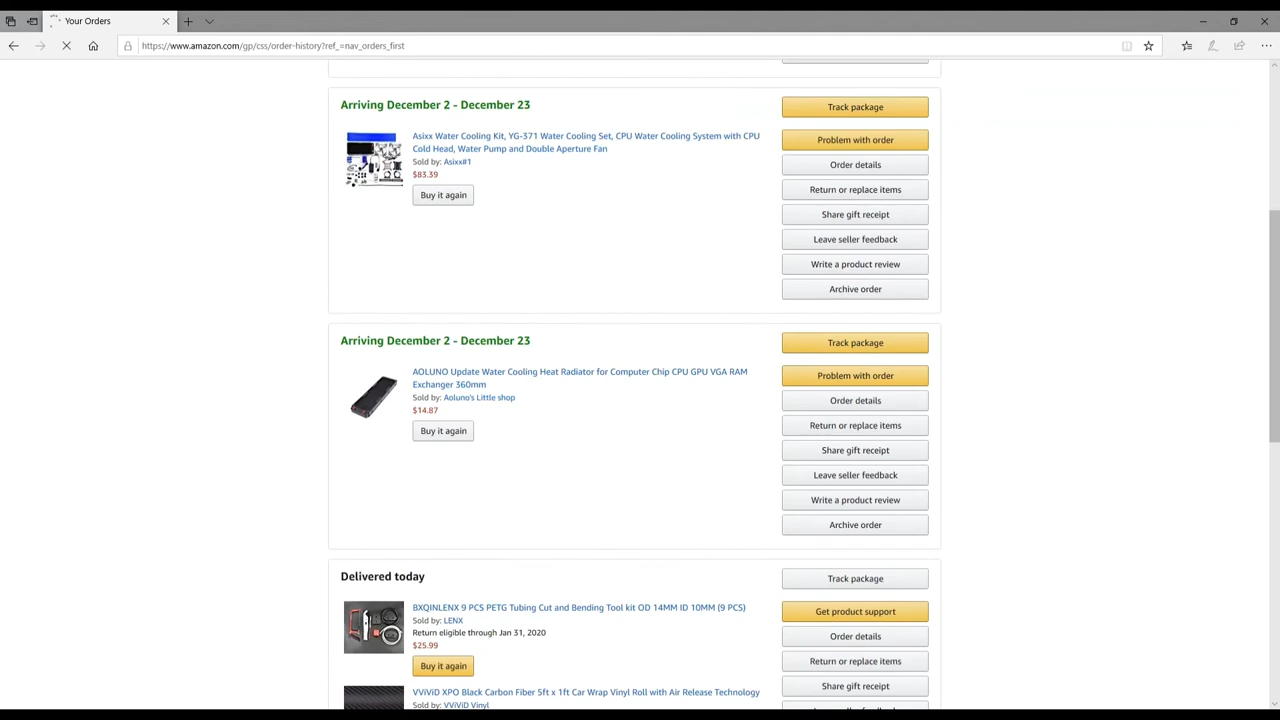 Your Orders
https://www.amazon.com/gp/css/order-history?ref_=nav_orders_first
Arriving December 2 - December 23
Track package
Asixx Water Cooling Kit, YG-371 Water Cooling Set, CPU Water Cooling System with CPU
Cold Head, Water Pump and Double Aperture Fan
Sold by: Asixx#1
$83.39
Buy it again
Problem with order
Order details
Return or replace items
Share gift receipt
Leave seller feedback
Write a product review
Archive order
Arriving December 2 - December 23
Track package
AOLUNO Update Water Cooling Heat Radiator for Computer Chip CPU GPU VGA RAM
Exchanger 360mm
Sold by: Aoluno's Little shop
$14.87
Buy it again
Problem with order
Order details
Return or replace items
Share gift receipt
Leave seller feedback
Write a product review
Archive order
Delivered today
Track package
BXQINLENX 9 PCS PETG Tubing Cut and Bending Tool kit OD 14MM ID 10MM (9 PCS)
Sold by: LENX
Return eligible through Jan 31, 2020
$25.99
Buy it again
Get product support
Order details
Return or replace items
Share gift receipt
VViViD XPO Black Carbon Fiber 5ft x 1ft Car Wrap Vinyl Roll with Air Release Technology
Sold by: VViViD Vinyl